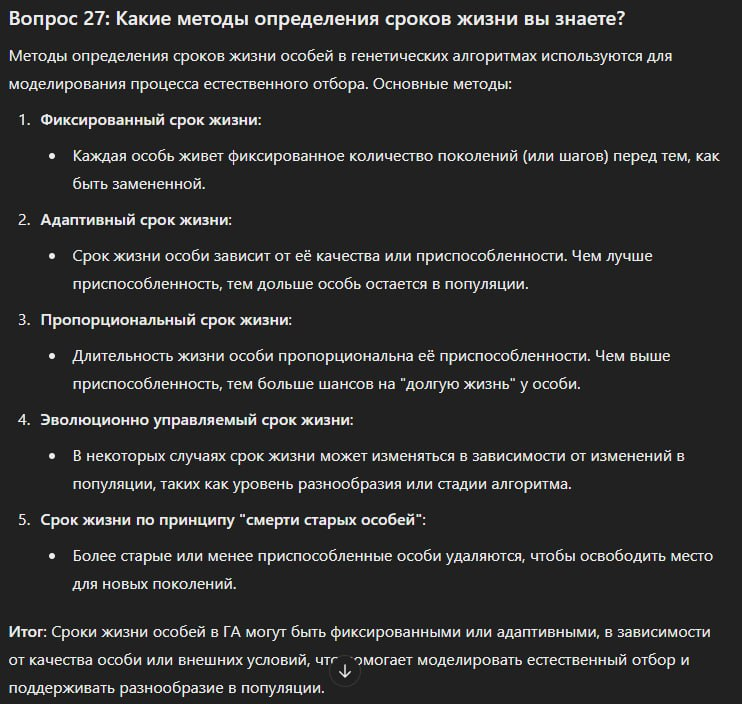 Вопрос 27: Какие методы определения сроков жизни вы знаете?
Методы определения сроков жизни особей в генетических алгоритмах используются для
моделирования процесса естественного отбора. Основные методы:
1. Фиксированный срок жизни:
• Каждая особь живет фиксированное количество поколений (или шагов) перед тем, как
быть замененной.
2. Адаптивный срок жизни:
• Срок жизни особи зависит от её качества или приспособленности. Чем лучше
приспособленность, тем дольше особь остается в популяции.
3. Пропорциональный срок жизни:
• Длительность жизни особи пропорциональна её приспособленности. Чем выше
приспособленность, тем больше шансов на "долгую жизнь" у особи.
4. Эволюционно управляемый срок жизни:
• В некоторых случаях срок жизни может изменяться в зависимости от изменений в
популяции, таких как уровень разнообразия или стадии алгоритма.
5. Срок жизни по принципу "смерти старых особей":
• Более старые или менее приспособленные особи удаляются, чтобы освободить место
для новых поколений.
Итог: Сроки жизни особей в ГА могут быть фиксированными или адаптивными, в зависимости
от качества особи или внешних условий, что помогает моделировать естественный отбор и
поддерживать разнообразие в популяции.